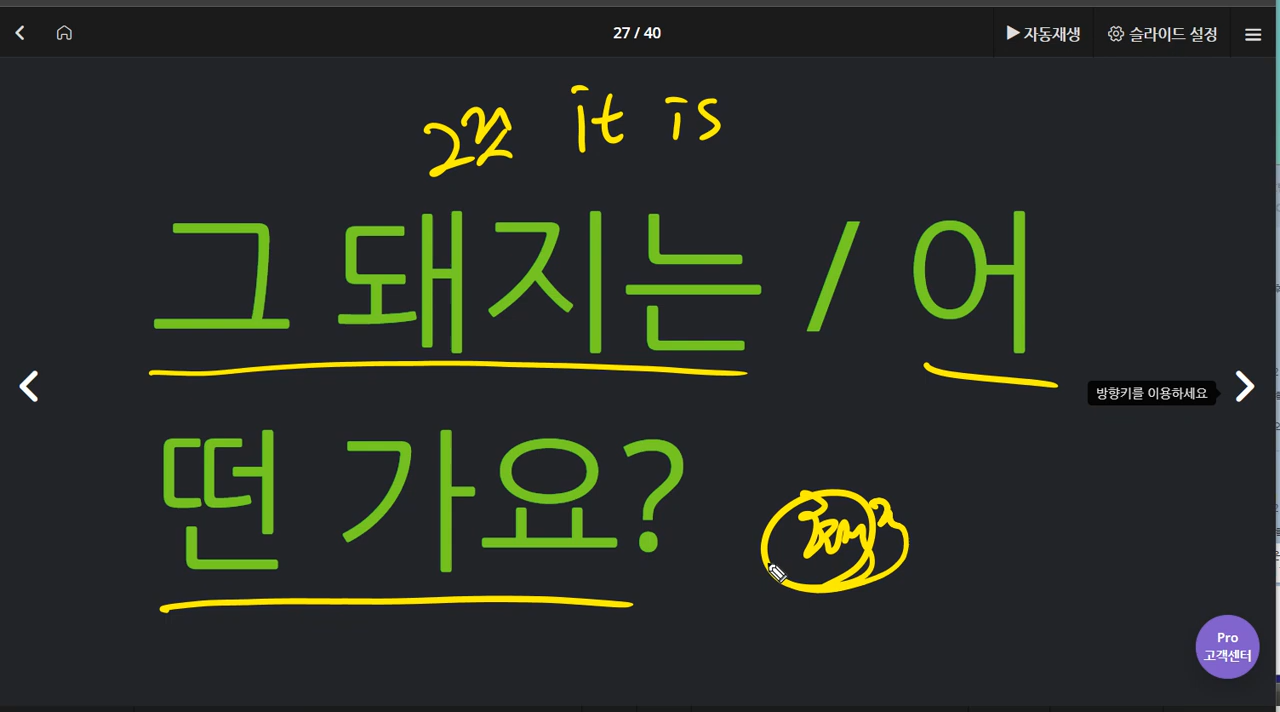 27 / 40
▶ 자동재생
슬라이드 설정
it is
그 돼지는 / 어
방향키를 이용하세요
떤 가요?
Pro
고객센터